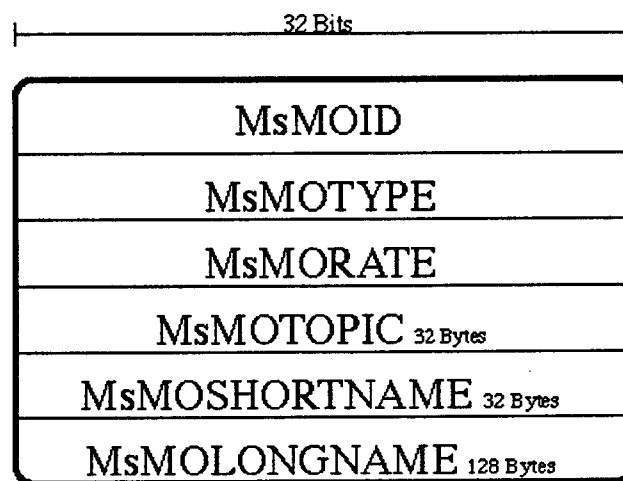 32 Bits
MsMOID
MsMOTYPE
MsMORATE
MsMOTOPIC 32 Bytes
MsMOSHORTNAME 32 Bytes
MsMOLONGNAME 128 Bytes